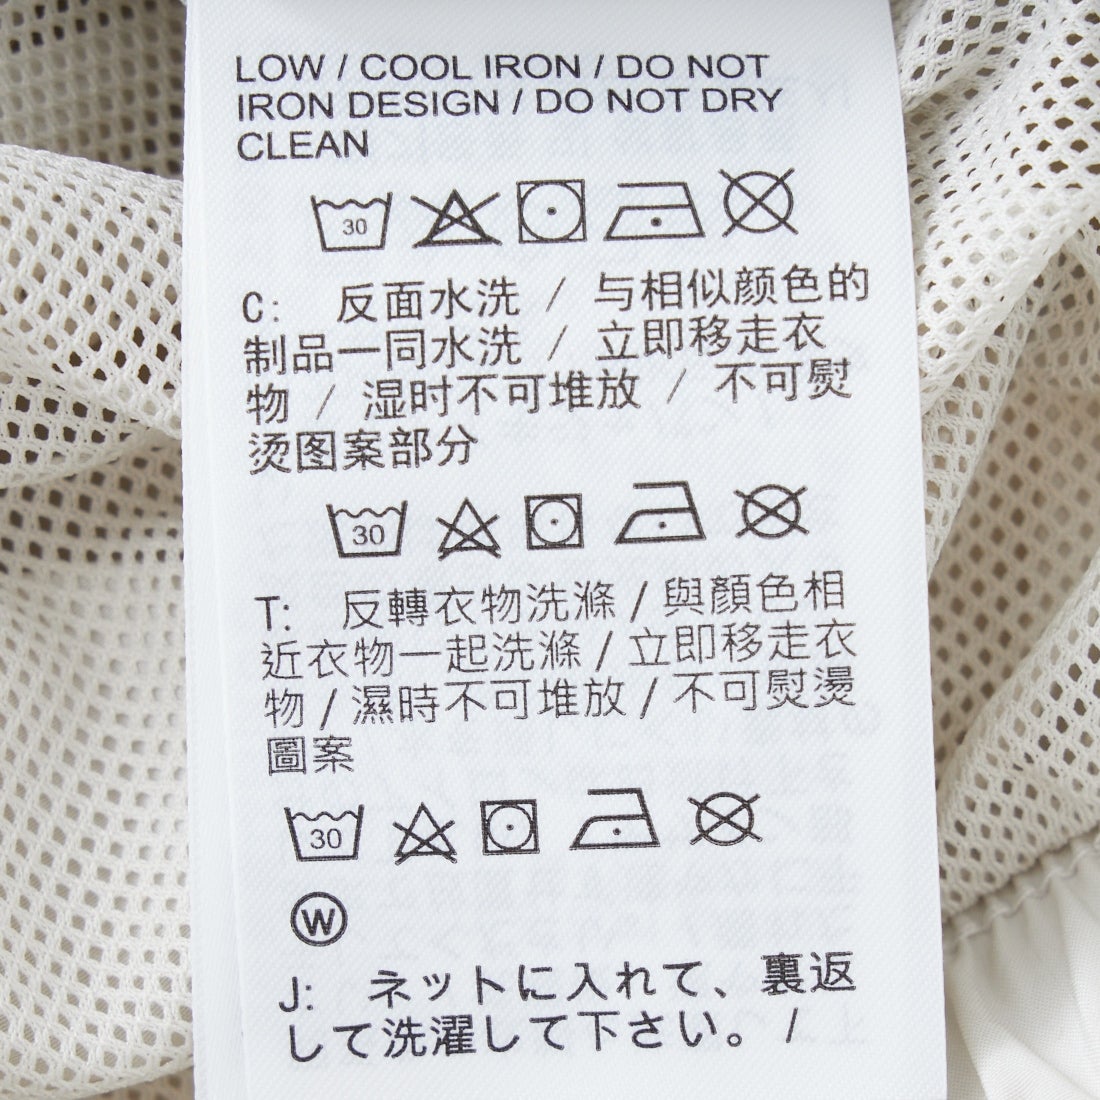 LOW / COOL IRON / DO NOT
IRON DESIGN / DO NOT DRY
CLEAN
30
C: 反面水洗 / 与相似颜色的
制品一同水洗 / 立即移走衣
物 / 湿时不可堆放 / 不可熨
烫图案部分
30
T: 反轉衣物洗滌 / 與顏色相
近衣物一起洗滌 / 立即移走衣
物 / 濕時不可堆放 / 不可熨燙
圖案
30
W
J: ネットに入れて、裏返
して洗濯して下さい。 /